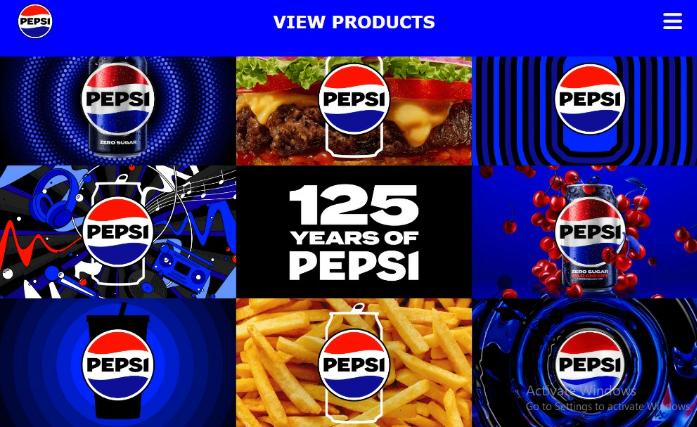 PEPSI
VIEW PRODUCTS
PEPSI
ZERO SUGAR
PEPSI
PEPSI
PEPSI
125
YEARS OF
PEPSI
PEPSI
ZERO SUGAR
PEPSI
PEPSI
PEPSI
Activate Windows
Go to Settings to activate Windows